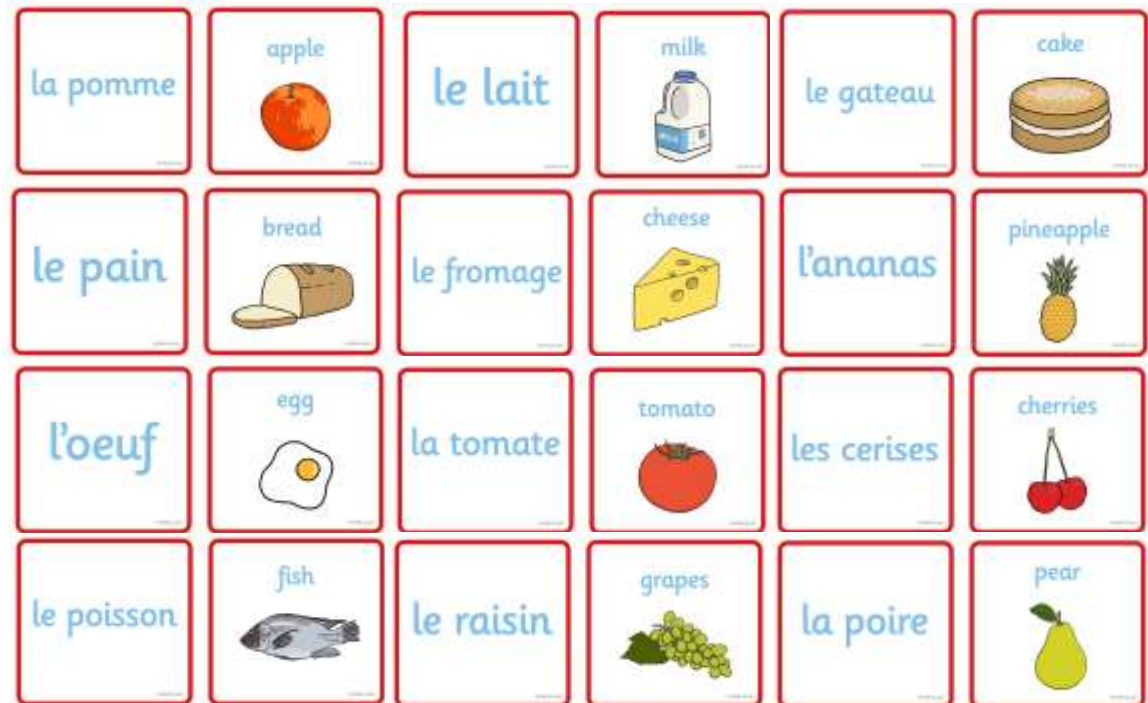 la pomme
apple
le lait
milk
le gateau
cake
le pain
bread
le fromage
cheese
l'ananas
pineapple
l'oeuf
egg
la tomate
tomato
les cerises
cherries
le poisson
fish
le raisin
grapes
la poire
pear